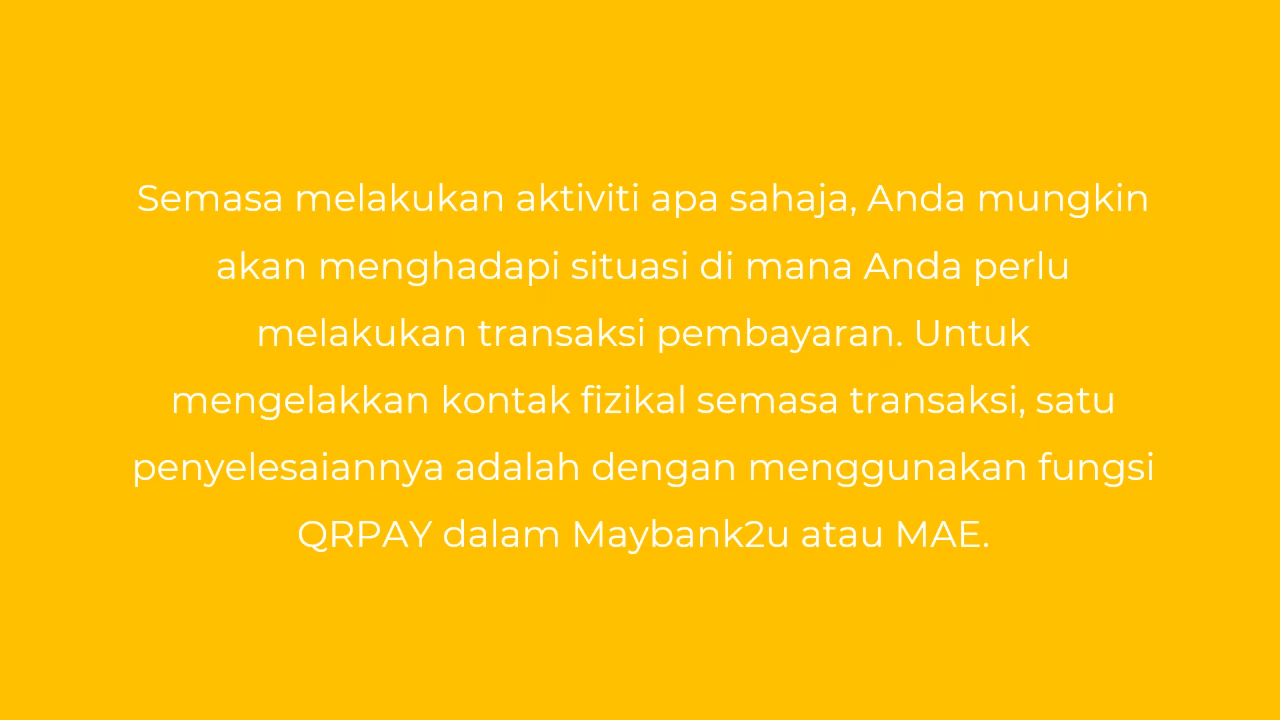 Semasa melakukan aktiviti apa sahaja, Anda mungkin
akan menghadapi situasi di mana Anda perlu
melakukan transaksi pembayaran. Untuk
mengelakkan kontak fizikal semasa transaksi, satu
penyelesaiannya adalah dengan menggunakan fungsi
QRPAY dalam Maybank2u atau MAE.